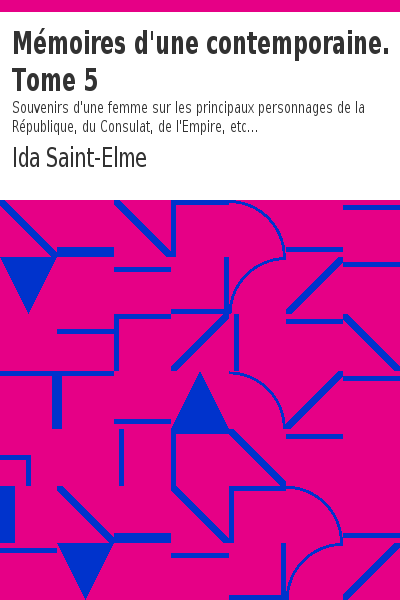 Mémoires d'une contemporaine.
Tome 5
Souvenirs d'une femme sur les principaux personnages de la
République, du Consulat, de l'Empire, etc...
Ida Saint-Elme